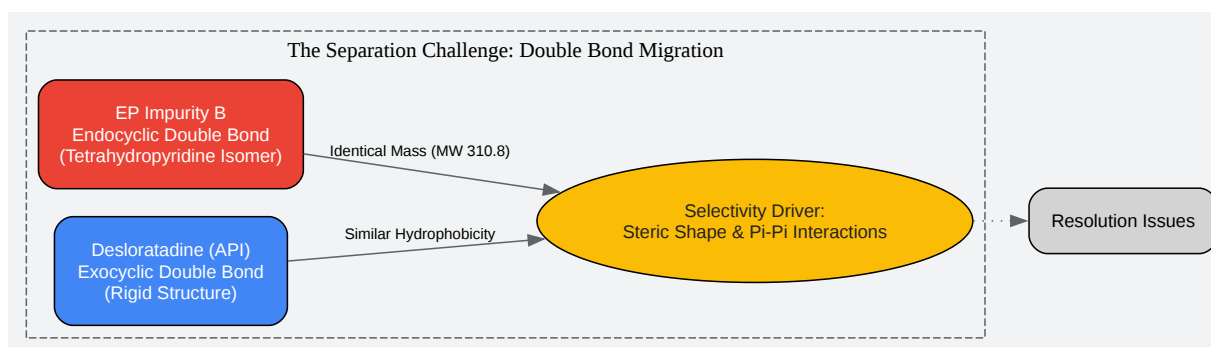 The Separation Challenge: Double Bond Migration
EP Impurity B
Endocyclic Double Bond
(Tetrahydropyridine Isomer)
Identical Mass (MW 310.8)
Desloratadine (API)
Exocyclic Double Bond
(Rigid Structure)
Similar Hydrophobicity
Selectivity Driver:
Steric Shape & Pi-Pi Interactions
Resolution Issues